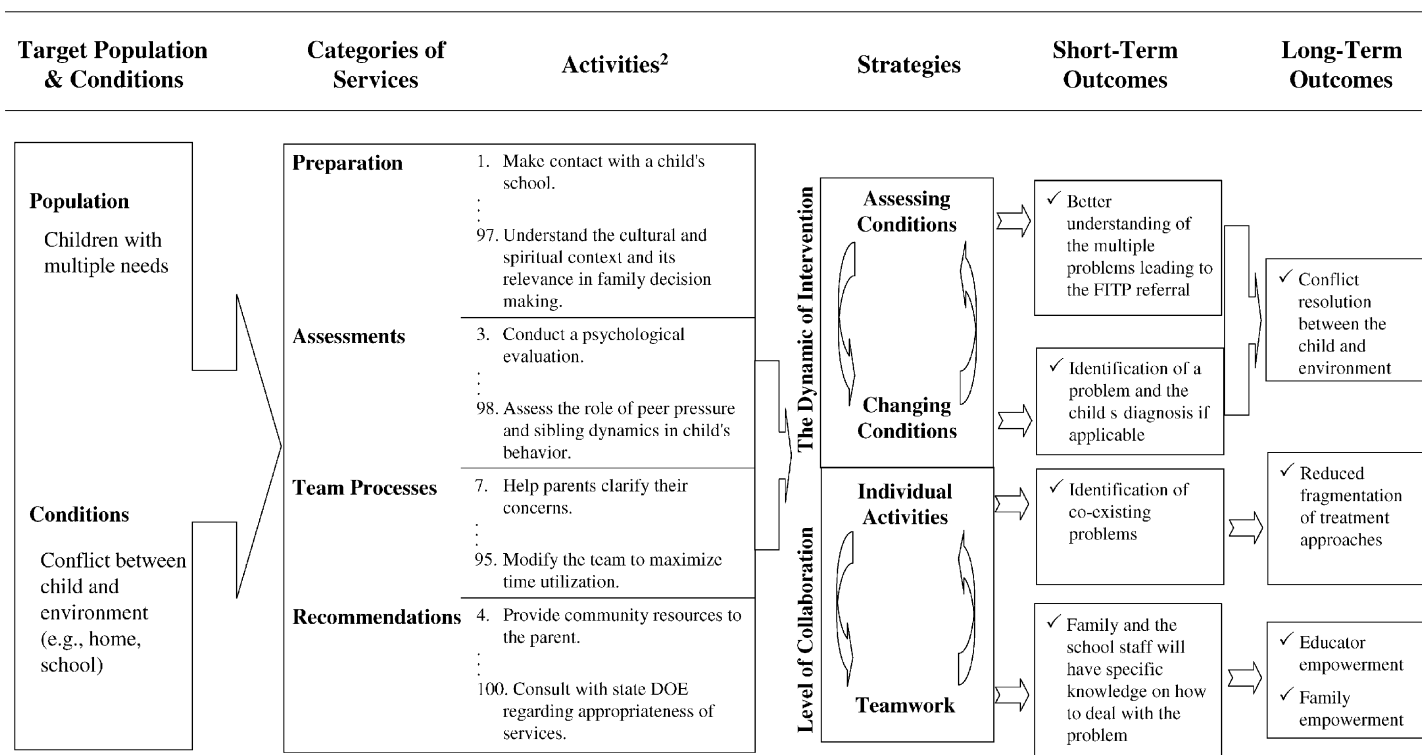 Target Population
& Conditions
Categories of
Services
Activities2
Strategies
Short-Term
Outcomes
Long-Term
Outcomes
Population
Children with
multiple needs
Conditions
Conflict between
child and
environment
(e.g., home,
school)
Preparation
1. Make contact with a child's
school.
.
.
.
97. Understand the cultural and
spiritual context and its
relevance in family decision
making.
Assessments
3. Conduct a psychological
evaluation.
.
.
.
98. Assess the role of peer pressure
and sibling dynamics in child's
behavior.
Team Processes
7. Help parents clarify their
concerns.
.
.
.
95. Modify the team to maximize
time utilization.
Recommendations
4. Provide community resources to
the parent.
.
.
.
100. Consult with state DOE
regarding appropriateness of
services.
The Dynamic of Intervention
Assessing
Conditions
Changing
Conditions
Level of Collaboration
Individual
Activities
Teamwork
✓ Better
understanding of
the multiple
problems leading to
the FITP referral
✓ Identification of a
problem and the
child s diagnosis if
applicable
✓ Identification of
co-existing
problems
✓ Family and the
school staff will
have specific
knowledge on how
to deal with the
problem
✓ Conflict
resolution
between the
child and
environment
✓ Reduced
fragmentation
of treatment
approaches
✓ Educator
empowerment
✓ Family
empowerment